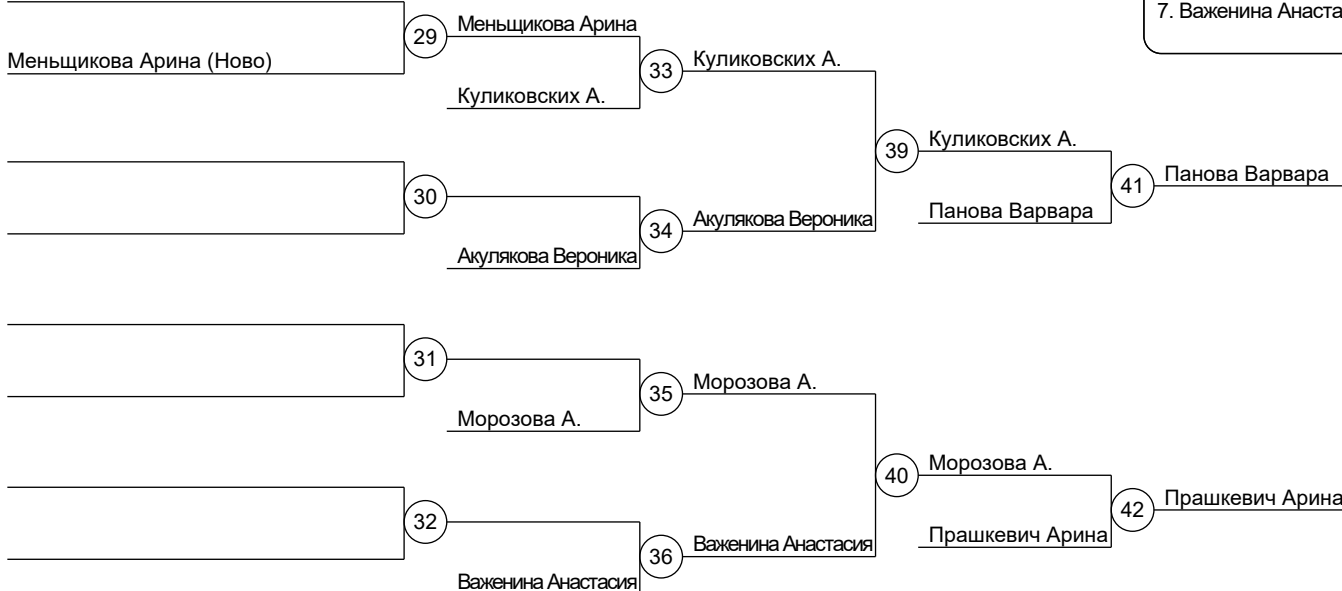 7. Важенина Анаста
29
Меньщикова Арина
Меньщикова Арина (Ново)
33
Куликовских А.
Куликовских А.
39
Куликовских А.
30
41
Панова Варвара
34
Акулякова Вероника
Панова Варвара
Акулякова Вероника
31
35
Морозова А.
Морозова А.
40
Морозова А.
32
42
Прашкевич Арина
36
Важенина Анастасия
Прашкевич Арина
Важенина Анастасия